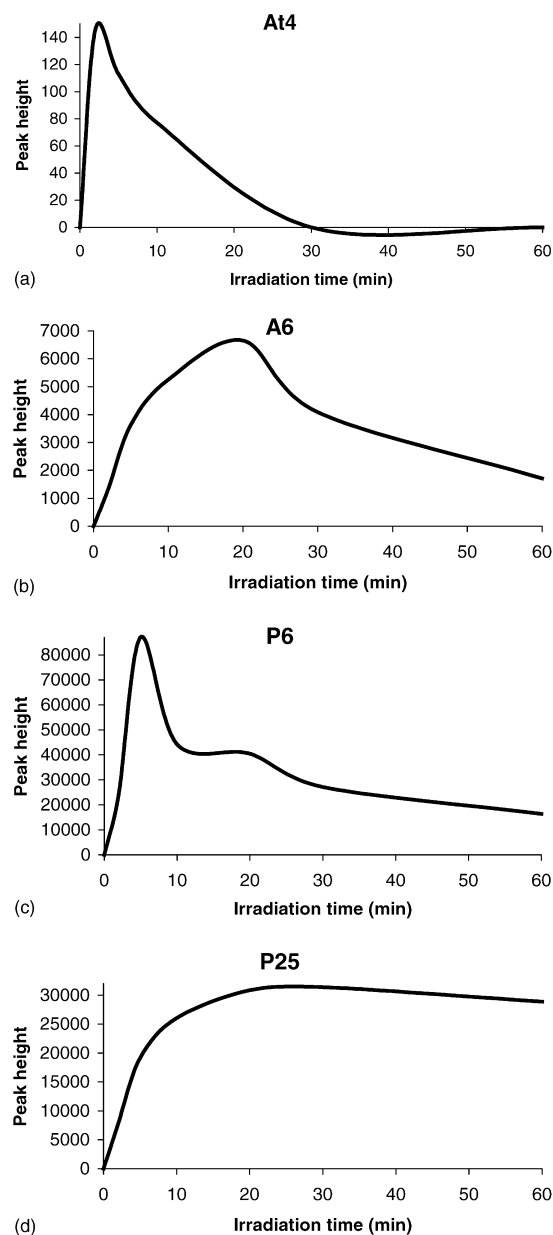 At4
140
120
100
80
60
40
20
0
Peak height
0 10 20 30 40 50 60
Irradiation time (min)
(a)
A6
7000
6000
5000
4000
3000
2000
1000
0
Peak height
0 10 20 30 40 50 60
Irradiation time (min)
(b)
P6
80000
70000
60000
50000
40000
30000
20000
10000
0
Peak height
0 10 20 30 40 50 60
Irradiation time (min)
(c)
P25
30000
25000
20000
15000
10000
5000
0
Peak height
0 10 20 30 40 50 60
Irradiation time (min)
(d)